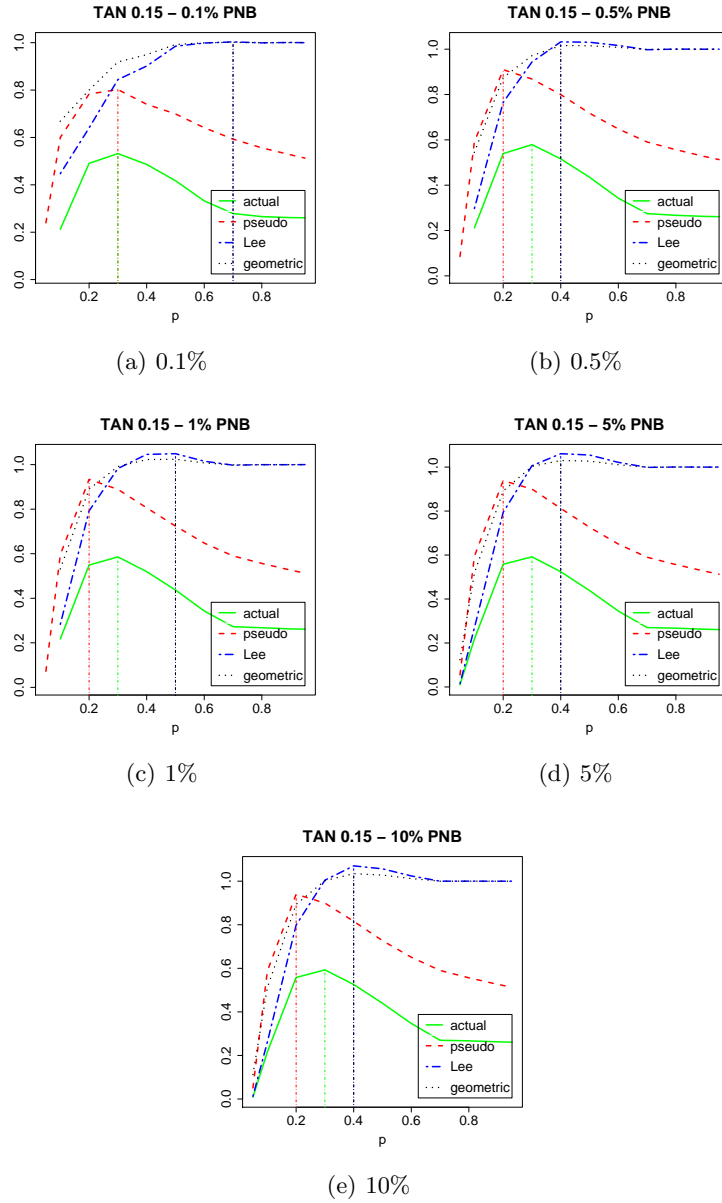 TAN 0.15 − 0.1% PNB
1.0
0.8
0.6
0.4
0.2
0.0
actual
pseudo
Lee
geometric
0.2 0.4 0.6 0.8
p
(a) 0.1%
TAN 0.15 − 0.5% PNB
1.0
0.8
0.6
0.4
0.2
0.0
actual
pseudo
Lee
geometric
0.2 0.4 0.6 0.8
p
(b) 0.5%
TAN 0.15 − 1% PNB
1.0
0.8
0.6
0.4
0.2
0.0
actual
pseudo
Lee
geometric
0.2 0.4 0.6 0.8
p
(c) 1%
TAN 0.15 − 5% PNB
1.0
0.8
0.6
0.4
0.2
0.0
actual
pseudo
Lee
geometric
0.2 0.4 0.6 0.8
p
(d) 5%
TAN 0.15 − 10% PNB
1.0
0.8
0.6
0.4
0.2
0.0
actual
pseudo
Lee
geometric
0.2 0.4 0.6 0.8
p
(e) 10%